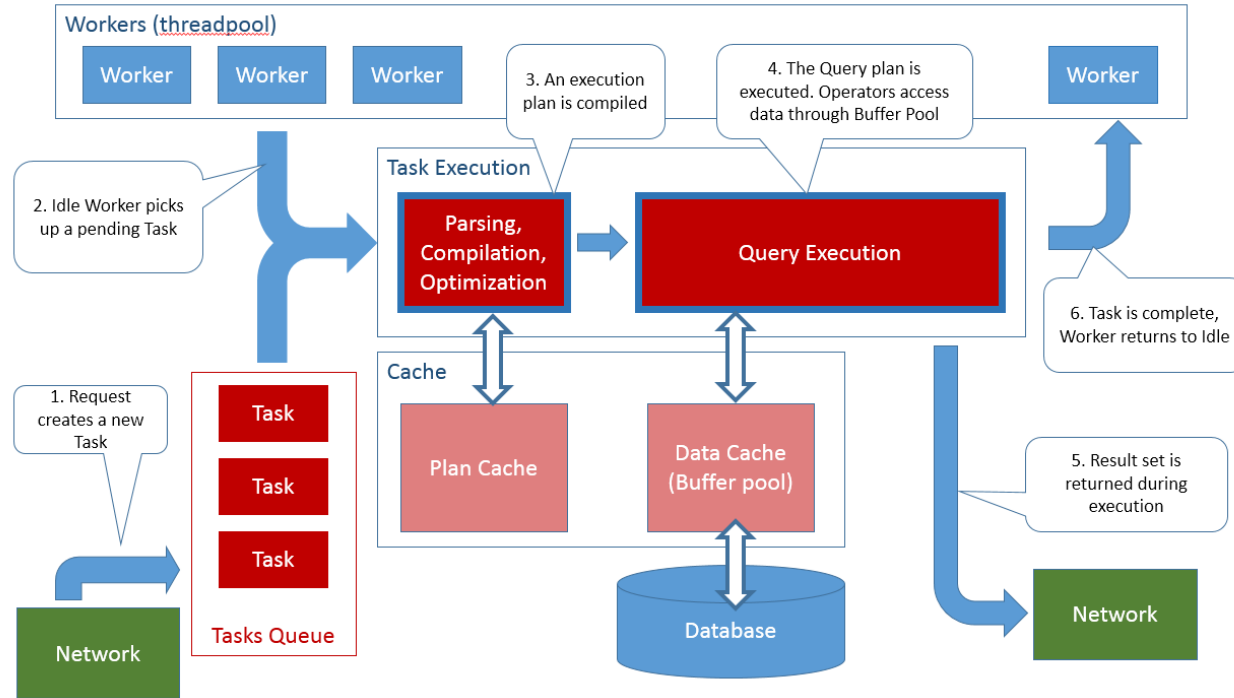 Workers (threadpool)
Worker
Worker
Worker
Worker
3. An execution
plan is compiled
4. The Query plan is
executed. Operators access
data through Buffer Pool
2. Idle Worker picks
up a pending Task
Task Execution
Parsing,
Compilation,
Optimization
Query Execution
6. Task is complete,
Worker returns to Idle
Cache
1. Request
creates a new
Task
Task
Task
Task
Tasks Queue
Plan Cache
Data Cache
(Buffer pool)
5. Result set is
returned during
execution
Network
Database
Network